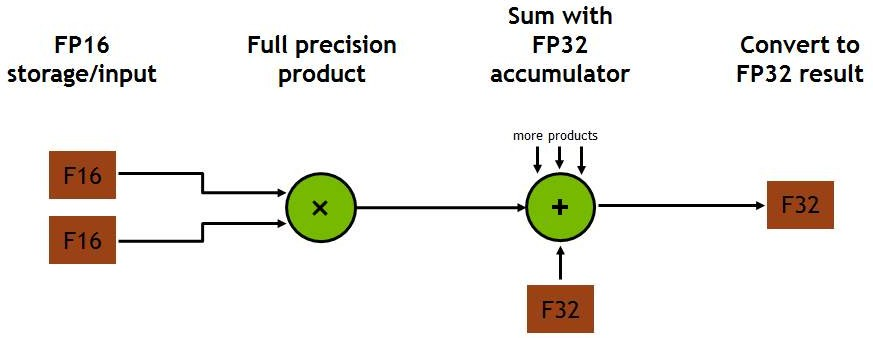 FP16
storage/input
Full precision
product
Sum with
FP32
accumulator
Convert to
FP32 result
more products
F16
F16
×
+
F32
F32